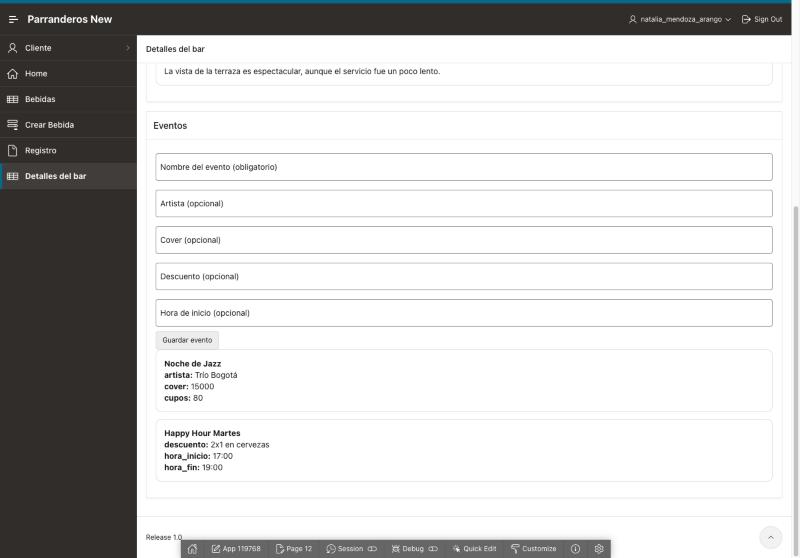 Parranderos New
natalia_mendoza_arango
Sign Out
Cliente
Home
Bebidas
Crear Bebida
Registro
Detalles del bar
Detalles del bar
La vista de la terraza es espectacular, aunque el servicio fue un poco lento.
Eventos
Nombre del evento (obligatorio)
Artista (opcional)
Cover (opcional)
Descuento (opcional)
Hora de inicio (opcional)
Guardar evento
Noche de Jazz
artista: Trío Bogotá
cover: 15000
cupos: 80
Happy Hour Martes
descuento: 2x1 en cervezas
hora_inicio: 17:00
hora_fin: 19:00
Release 1.0
App 119768
Page 12
Session
Debug
Quick Edit
Customize